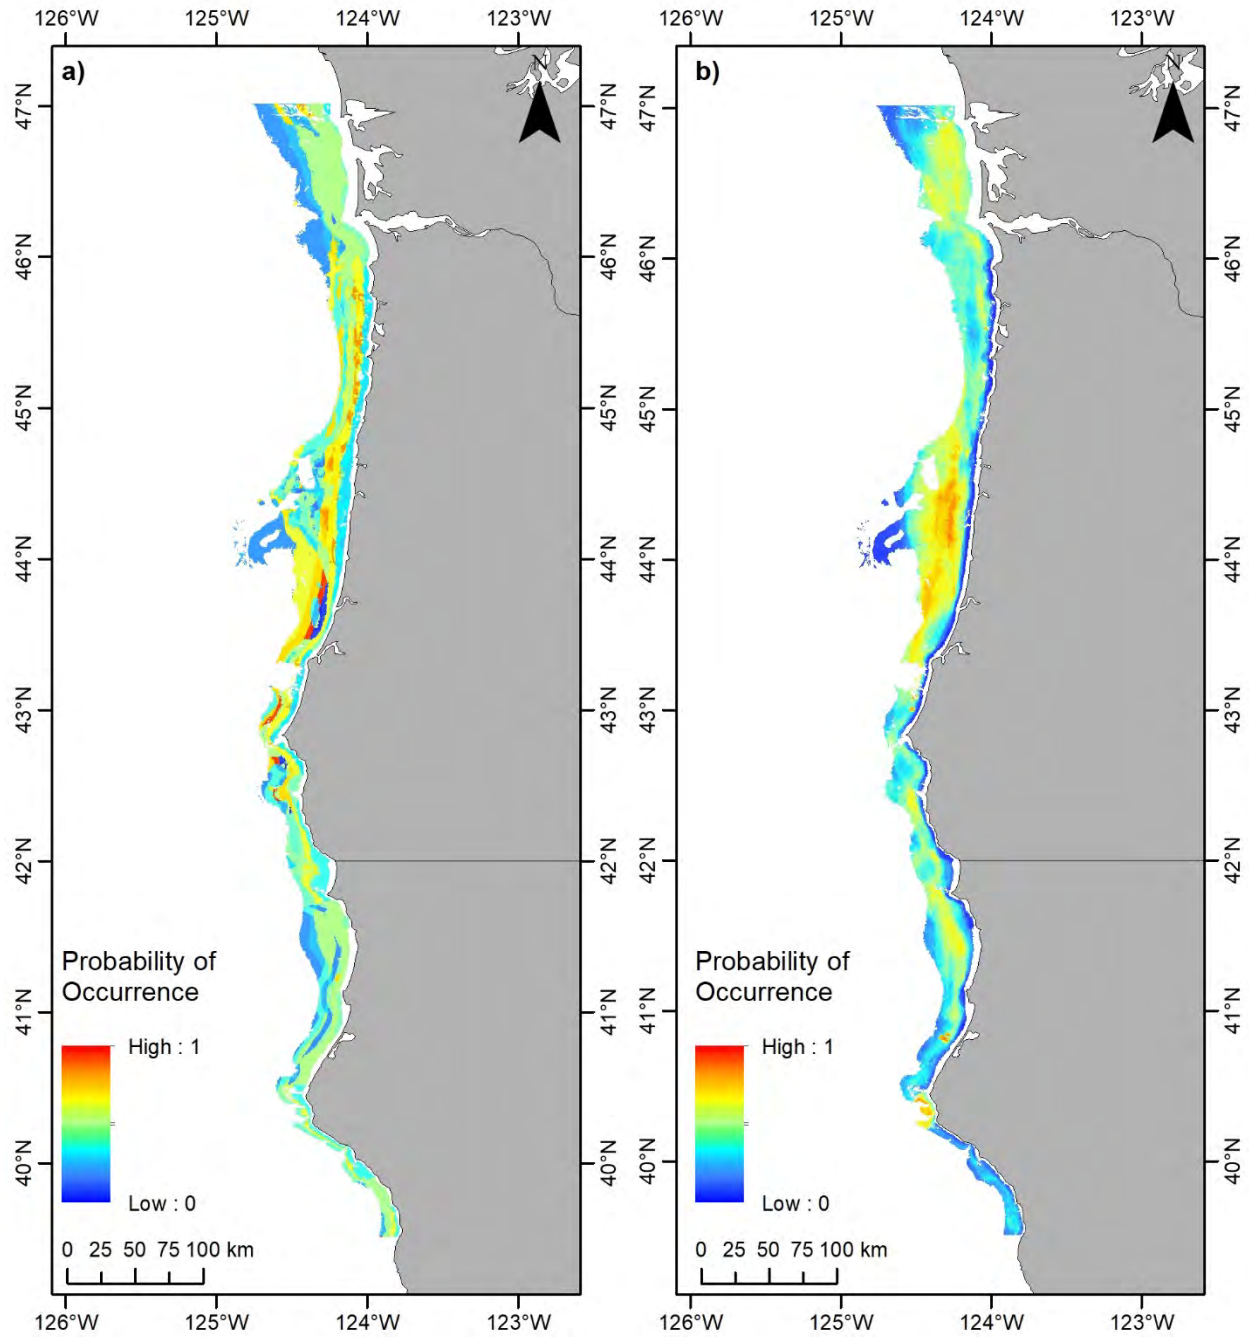 126°W 125°W 124°W 123°W 126°W 125°W 124°W 123°W
a) N b) N
47°N 47°N 47°N 47°N
46°N 46°N 46°N 46°N
45°N 45°N 45°N 45°N
44°N 44°N 44°N 44°N
43°N 43°N 43°N 43°N
42°N 42°N 42°N 42°N
Probability of Probability of
Occurrence Occurrence
41°N 41°N 41°N 41°N
High : 1 High : 1
40°N 40°N 40°N 40°N
Low : 0 Low : 0
0 25 50 75 100 km 0 25 50 75 100 km
126°W 125°W 124°W 123°W 126°W 125°W 124°W 123°W